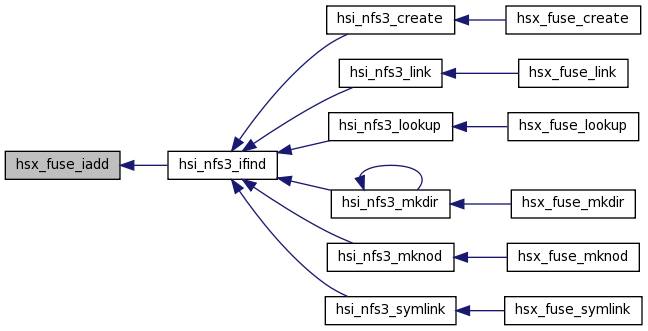 hsi_nfs3_create
hsx_fuse_create
hsi_nfs3_link
hsx_fuse_link
hsi_nfs3_lookup
hsx_fuse_lookup
hsx_fuse_iadd
hsi_nfs3_ifind
hsi_nfs3_mkdir
hsx_fuse_mkdir
hsi_nfs3_mknod
hsx_fuse_mknod
hsi_nfs3_symlink
hsx_fuse_symlink